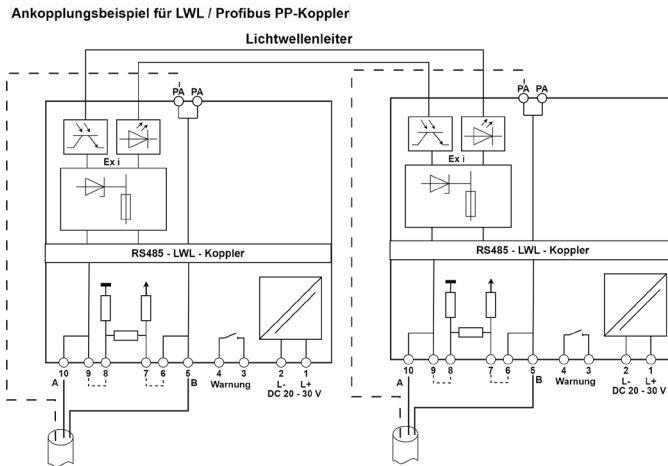 Ankopplungsbeispiel für LWL / Profibus PP-Koppler
Lichtwellenleiter
PA PA
Ex i
RS485 - LWL - Koppler
10 9 8 7 6 5 4 3 2 1
A B Warnung L- L+
DC 20 - 30 V
PA PA
Ex i
RS485 - LWL - Koppler
10 9 8 7 6 5 4 3 2 1
A B Warnung L- L+
DC 20 - 30 V